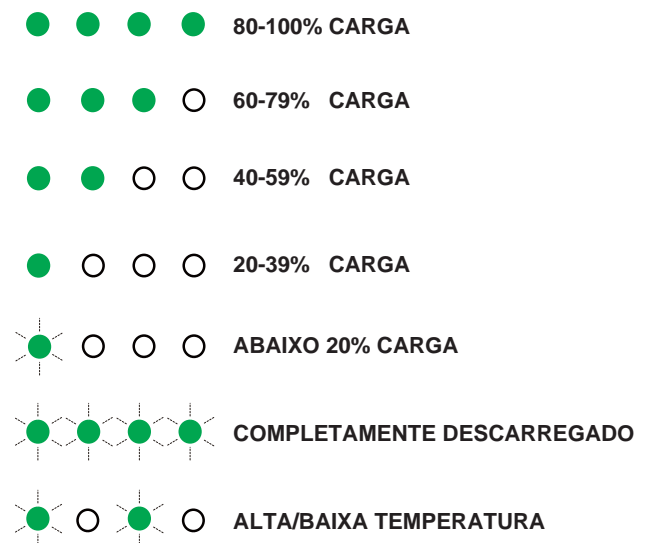 80-100% CARGA
60-79% CARGA
40-59% CARGA
20-39% CARGA
ABAIXO 20% CARGA
COMPLETAMENTE DESCARREGADO
ALTA/BAIXA TEMPERATURA